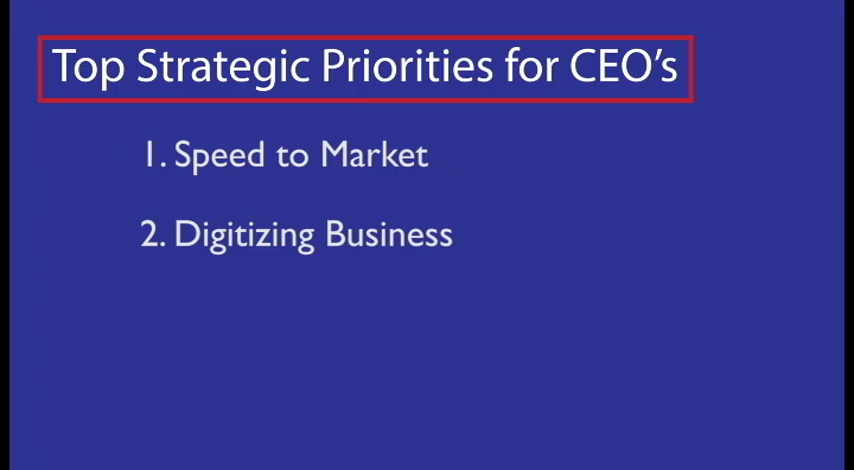 Top Strategic Priorities for CEO’s
1. Speed to Market
2. Digitizing Business